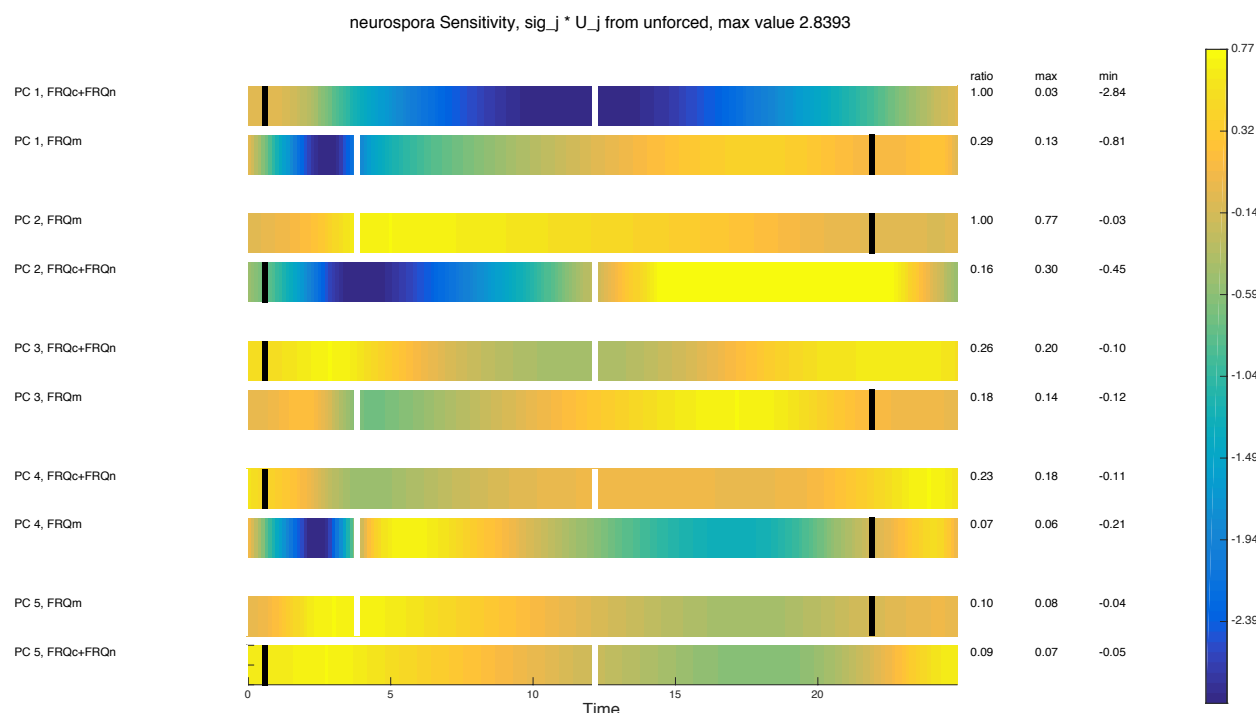 neurospora Sensitivity, sig_j * U_j from unforced, max value 2.8393
ratio max min
PC 1, FRQc+FRQn 1.00 0.03 -2.84
PC 1, FRQm 0.29 0.13 -0.81
PC 2, FRQm 1.00 0.77 -0.03
PC 2, FRQc+FRQn 0.16 0.30 -0.45
PC 3, FRQc+FRQn 0.26 0.20 -0.10
PC 3, FRQm 0.18 0.14 -0.12
PC 4, FRQc+FRQn 0.23 0.18 -0.11
PC 4, FRQm 0.07 0.06 -0.21
PC 5, FRQm 0.10 0.08 -0.04
PC 5, FRQc+FRQn 0.09 0.07 -0.05
0 5 10 15 20
Time
0.77
0.32
-0.14
-0.59
-1.04
-1.49
-1.94
-2.39